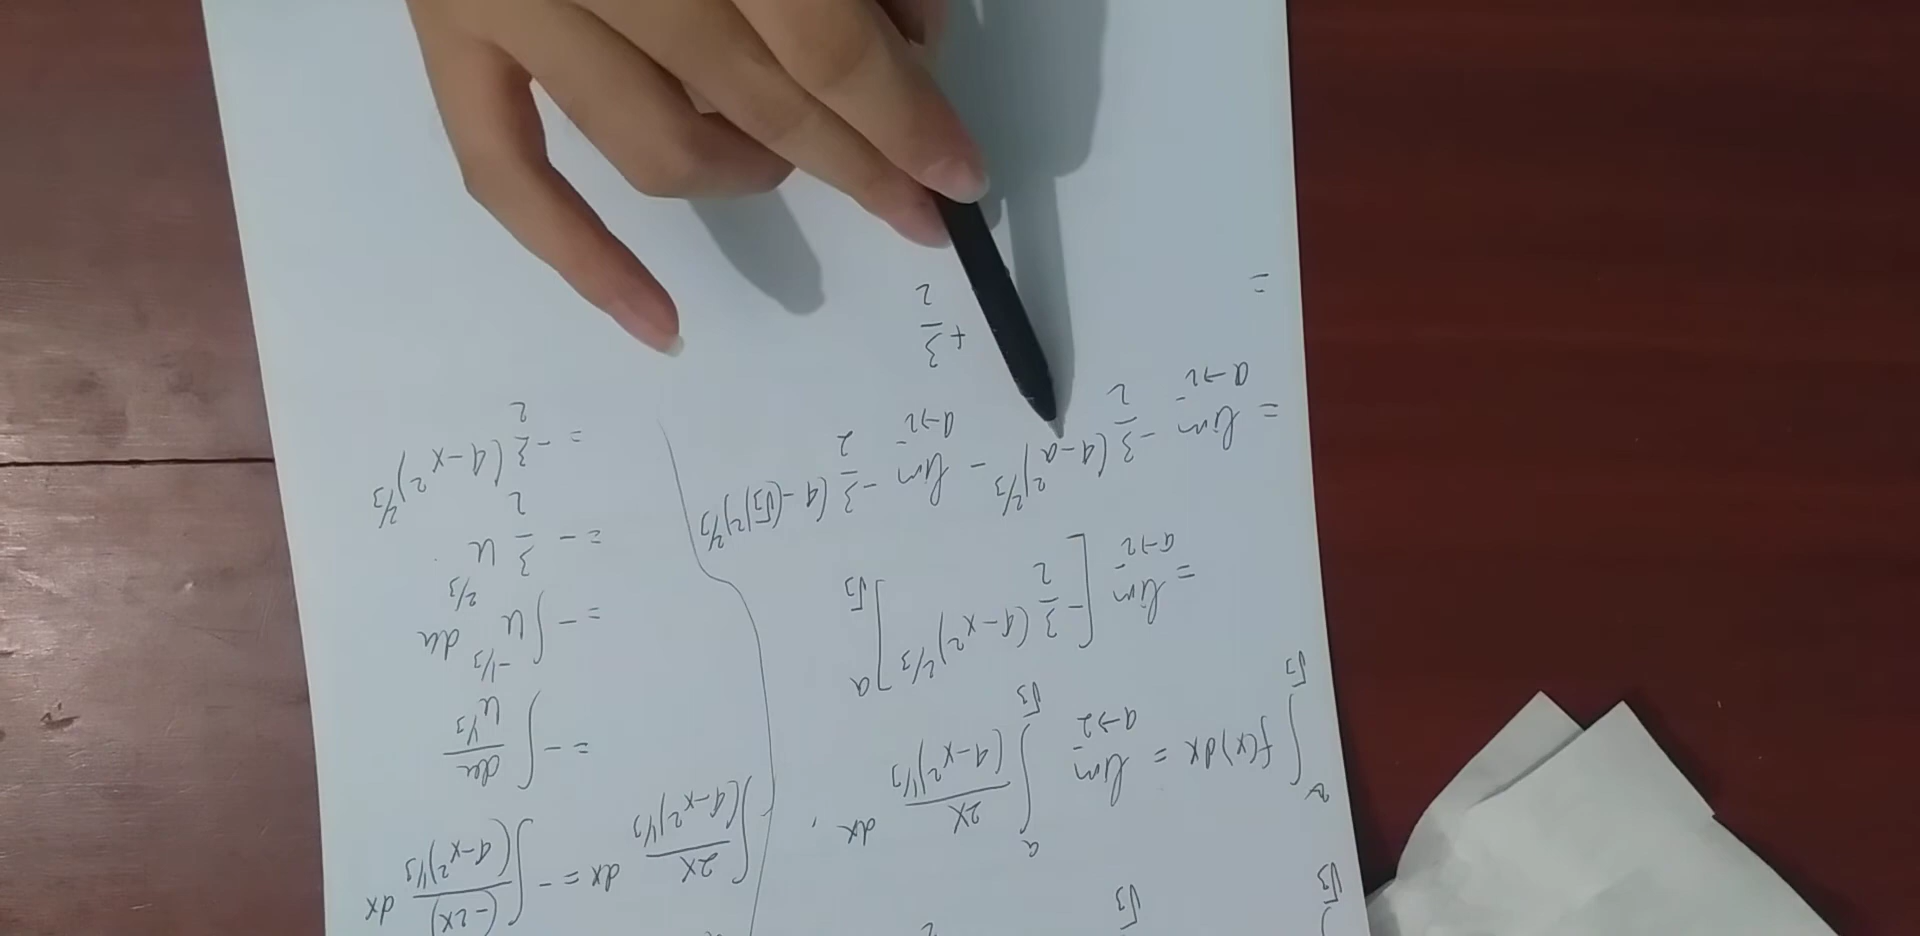 ∫_{√3}^{2} f(x) dx = lim_{a→2⁻} ∫_{√3}^{a} 2x/(4-x²)^{1/3} dx,
= lim_{a→2⁻} [-3/2 (4-x²)^{2/3}]_{√3}^{a}
= lim_{a→2⁻} -3/2 (4-a²)^{2/3} - lim_{a→2⁻} -3/2 (4-(√3)²)^{2/3}
= + 3/2
∫ 2x/(4-x²)^{1/3} dx = -∫ (-2x)/(4-x²)^{1/3} dx
= -∫ du/u^{1/3}
= -∫ u^{-1/3} du
= - 3/2 u^{2/3}
= - 3/2 (4-x²)^{2/3}